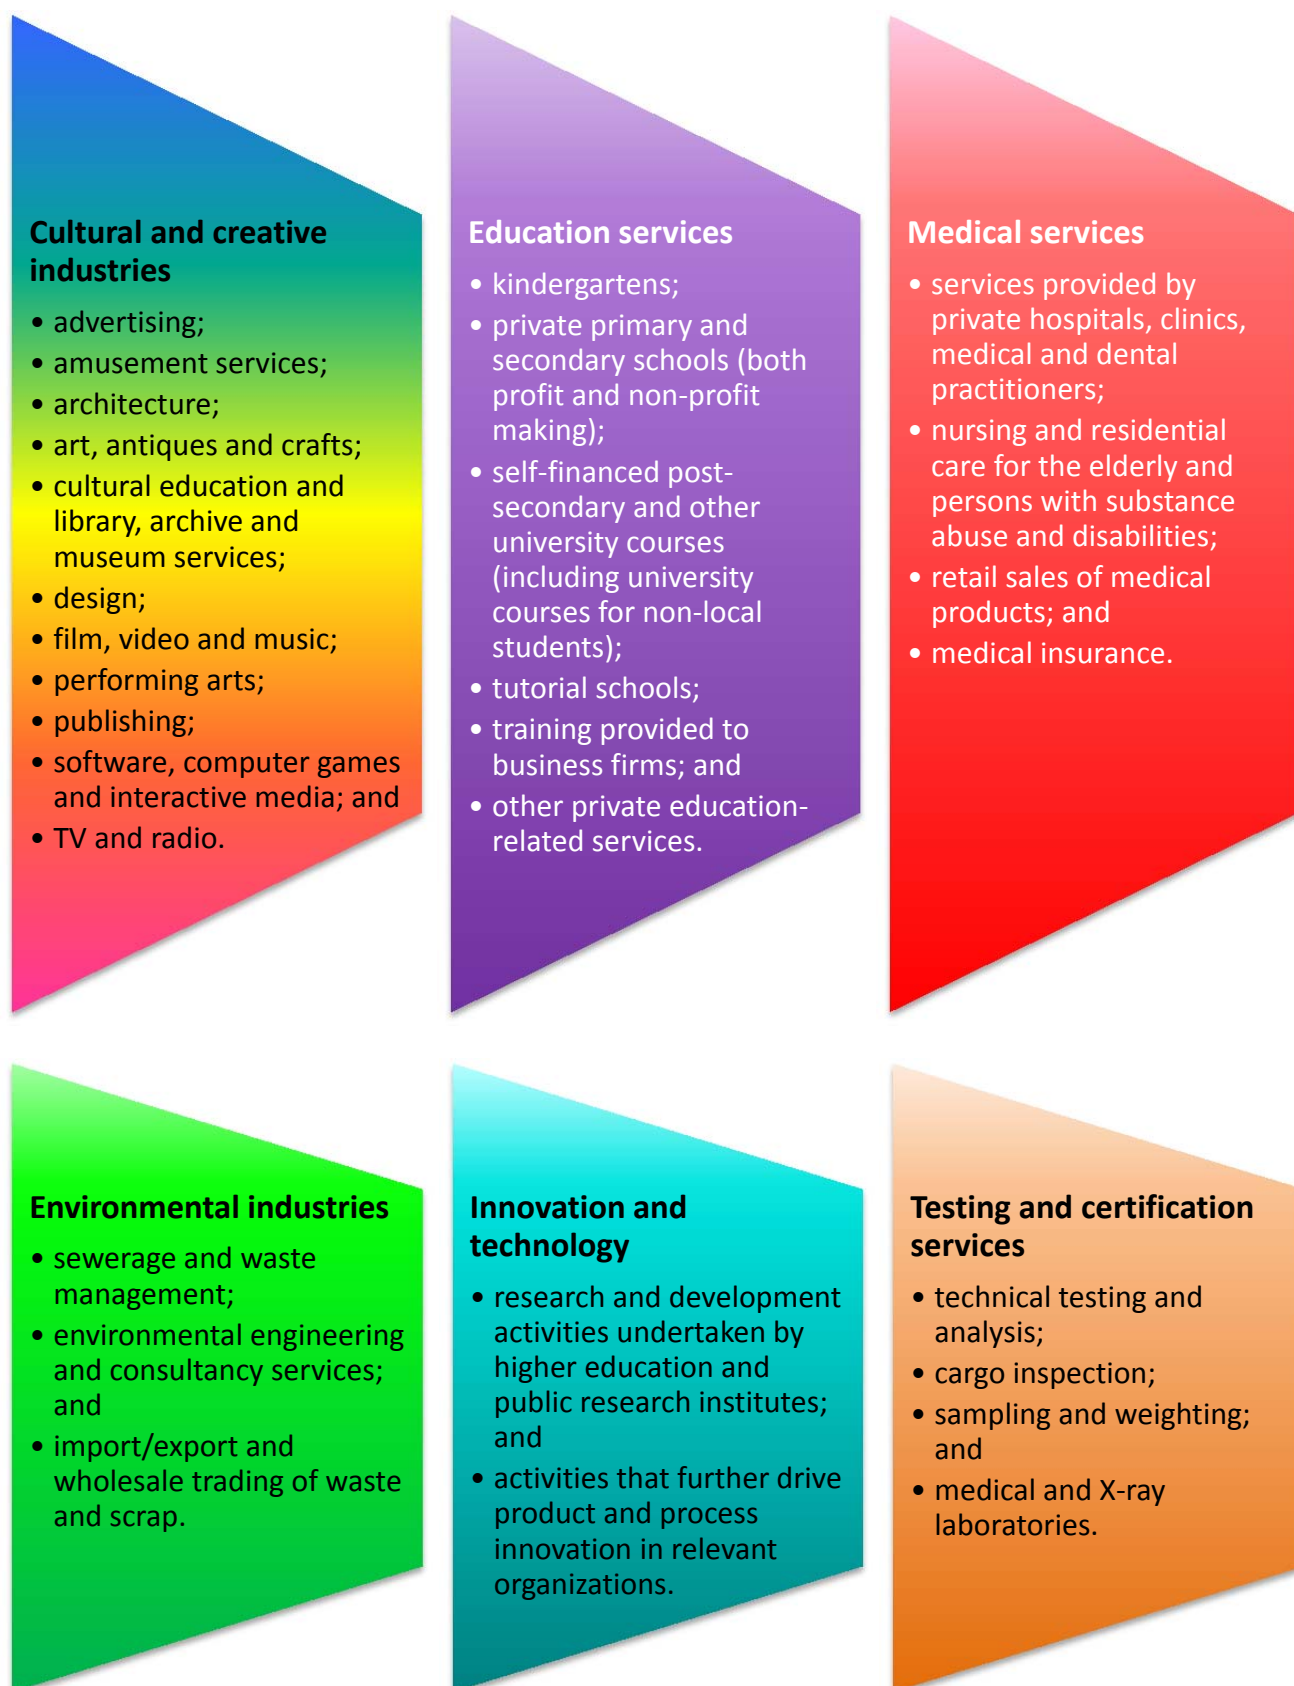 Cultural and creative
industries
• advertising;
• amusement services;
• architecture;
• art, antiques and crafts;
• cultural education and
library, archive and
museum services;
• design;
• film, video and music;
• performing arts;
• publishing;
• software, computer games
and interactive media; and
• TV and radio.
Education services
• kindergartens;
• private primary and
secondary schools (both
profit and non-profit
making);
• self-financed post-
secondary and other
university courses
(including university
courses for non-local
students);
• tutorial schools;
• training provided to
business firms; and
• other private education-
related services.
Medical services
• services provided by
private hospitals, clinics,
medical and dental
practitioners;
• nursing and residential
care for the elderly and
persons with substance
abuse and disabilities;
• retail sales of medical
products; and
• medical insurance.
Environmental industries
• sewerage and waste
management;
• environmental engineering
and consultancy services;
and
• import/export and
wholesale trading of waste
and scrap.
Innovation and
technology
• research and development
activities undertaken by
higher education and
public research institutes;
and
• activities that further drive
product and process
innovation in relevant
organizations.
Testing and certification
services
• technical testing and
analysis;
• cargo inspection;
• sampling and weighting;
and
• medical and X-ray
laboratories.